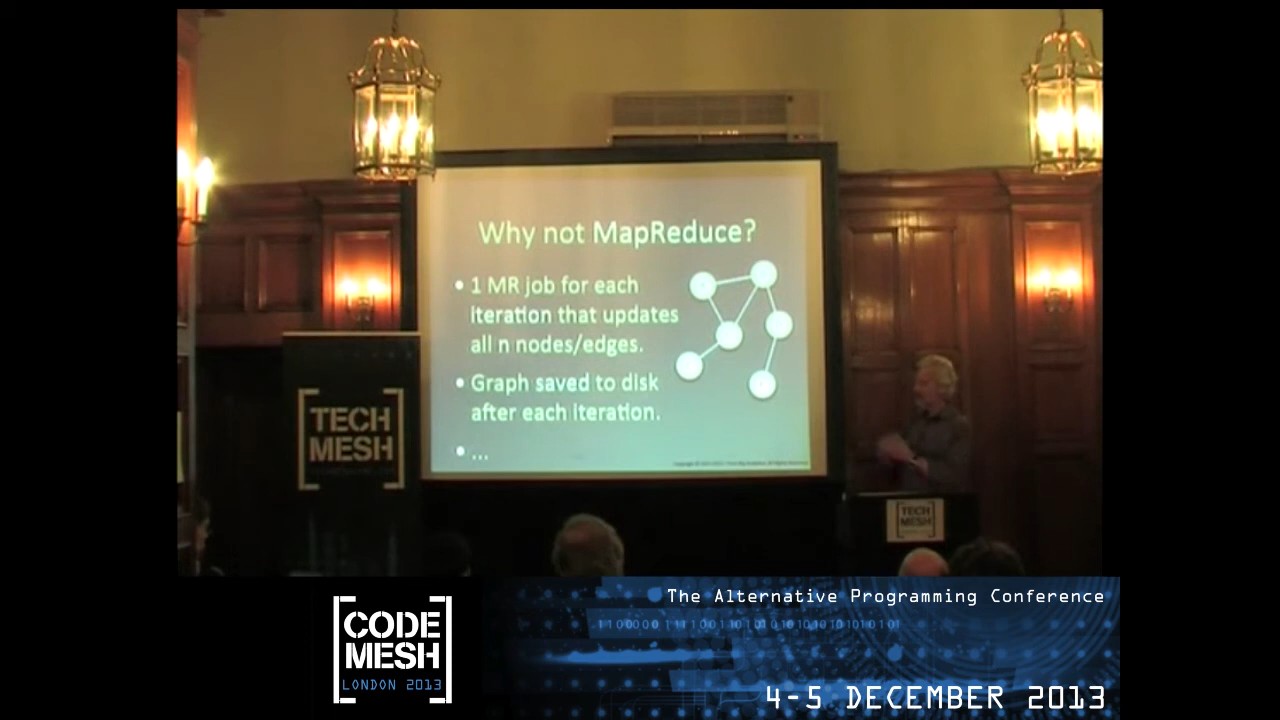 Why not MapReduce?
• 1 MR job for each
iteration that updates
all n nodes/edges.
• Graph saved to disk
after each iteration.
• ...
TECH
MESH
TECH
MESH
CODE
MESH
LONDON 2013
The Alternative Programming Conference
4-5 DECEMBER 2013